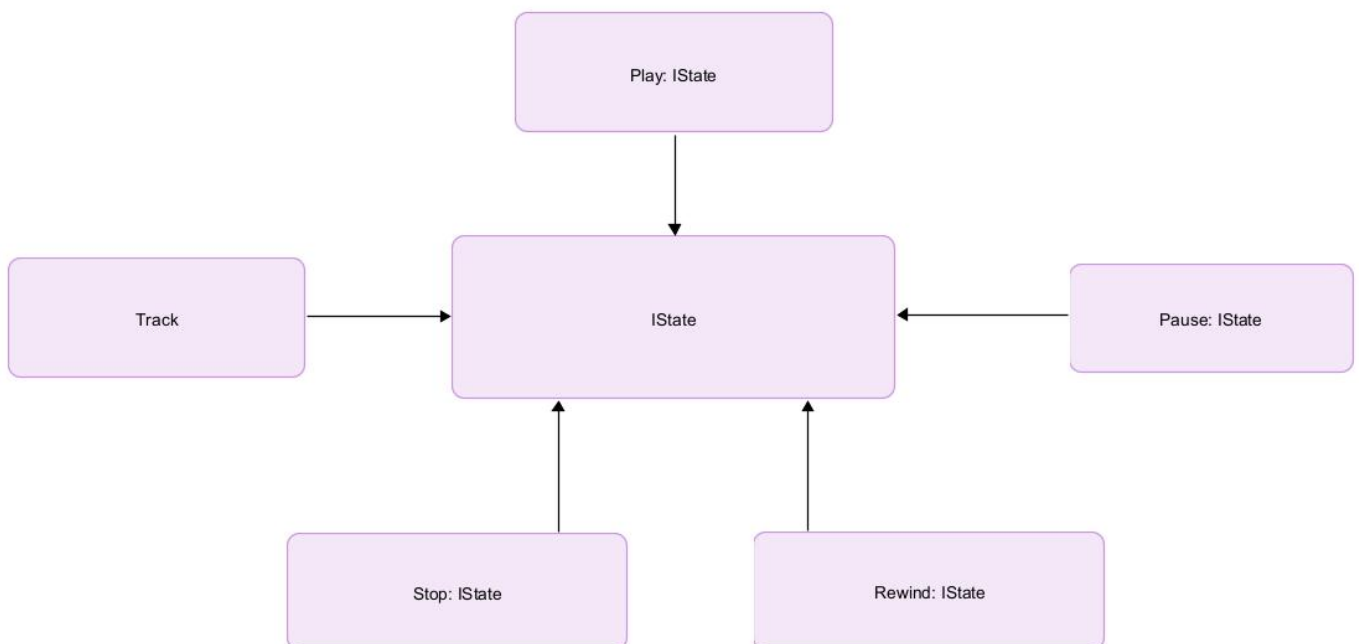 Play: IState
Track
IState
Pause: IState
Stop: IState
Rewind: IState